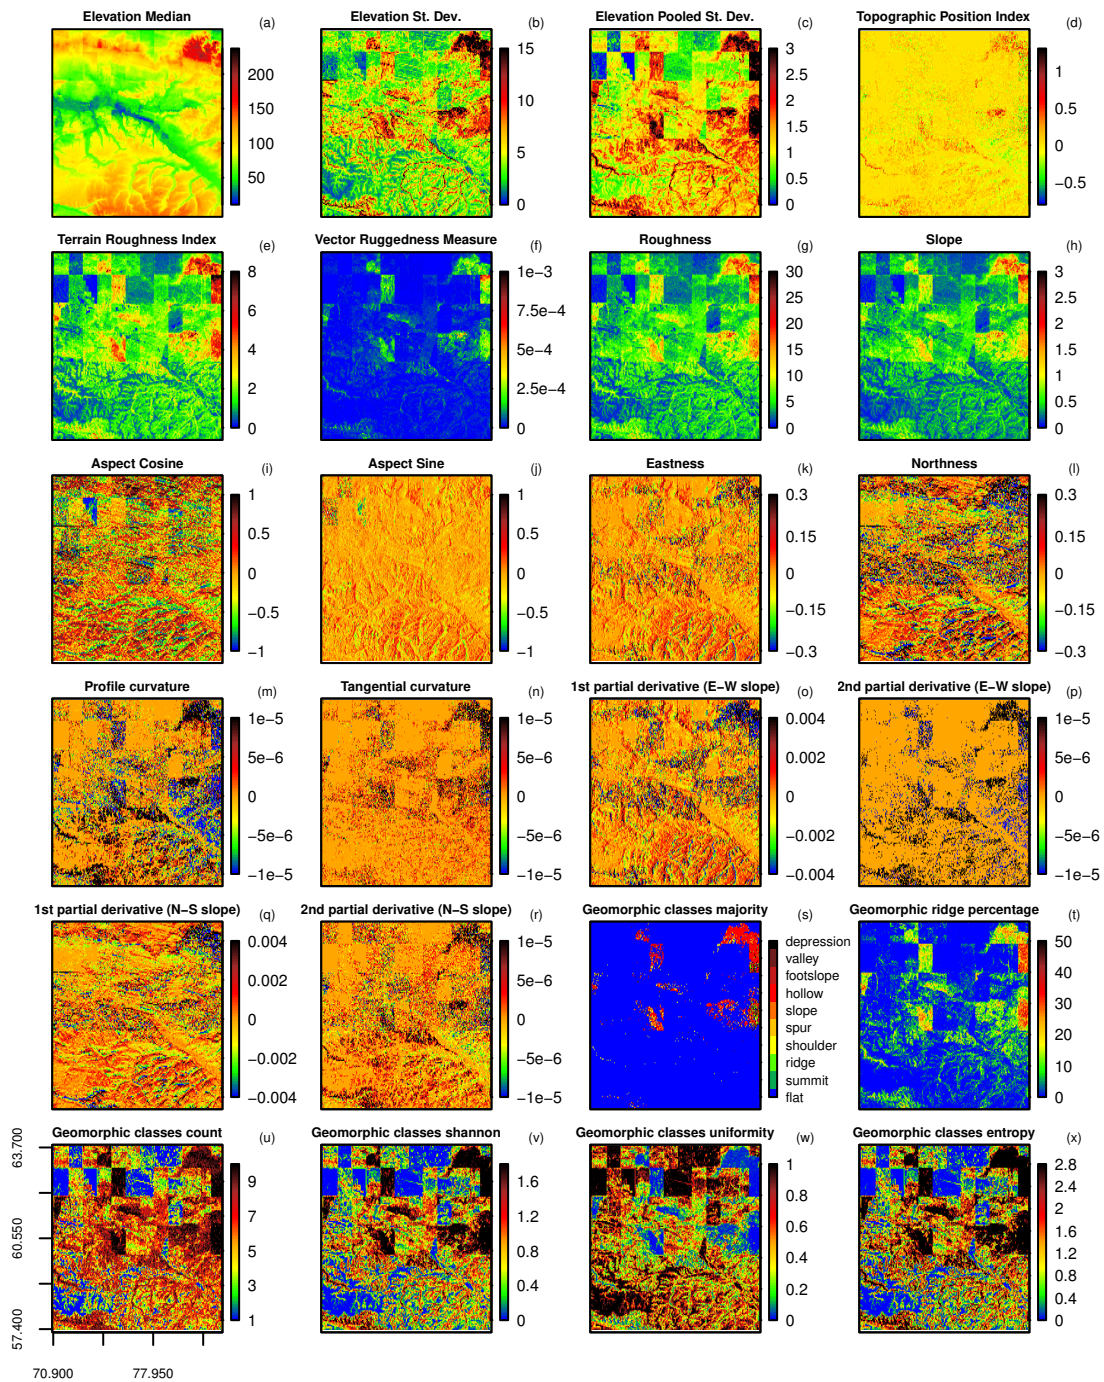 Elevation Median (a)
200
150
100
50
Elevation St. Dev. (b)
15
10
5
0
Elevation Pooled St. Dev. (c)
3
2.5
2
1.5
1
0.5
0
Topographic Position Index (d)
1
0.5
0
−0.5
Terrain Roughness Index (e)
8
6
4
2
0
Vector Ruggedness Measure (f)
1e−3
7.5e−4
5e−4
2.5e−4
0
Roughness (g)
30
25
20
15
10
5
0
Slope (h)
3
2.5
2
1.5
1
0.5
0
Aspect Cosine (i)
1
0.5
0
−0.5
−1
Aspect Sine (j)
1
0.5
0
−0.5
−1
Eastness (k)
0.3
0.15
0
−0.15
−0.3
Northness (l)
0.3
0.15
0
−0.15
−0.3
Profile curvature (m)
1e−5
5e−6
0
−5e−6
−1e−5
Tangential curvature (n)
1e−5
5e−6
0
−5e−6
−1e−5
1st partial derivative (E−W slope) (o)
0.004
0.002
0
−0.002
−0.004
2nd partial derivative (E−W slope) (p)
1e−5
5e−6
0
−5e−6
−1e−5
1st partial derivative (N−S slope) (q)
0.004
0.002
0
−0.002
−0.004
2nd partial derivative (N−S slope) (r)
1e−5
5e−6
0
−5e−6
−1e−5
Geomorphic classes majority (s)
depression
valley
footslope
hollow
slope
spur
shoulder
ridge
summit
flat
Geomorphic ridge percentage (t)
50
40
30
20
10
0
Geomorphic classes count (u)
9
7
5
3
1
63.700
60.550
57.400
70.900
77.950
Geomorphic classes shannon (v)
1.6
1.2
0.8
0.4
0
Geomorphic classes uniformity (w)
1
0.8
0.6
0.4
0.2
0
Geomorphic classes entropy (x)
2.8
2.4
2
1.6
1.2
0.8
0.4
0